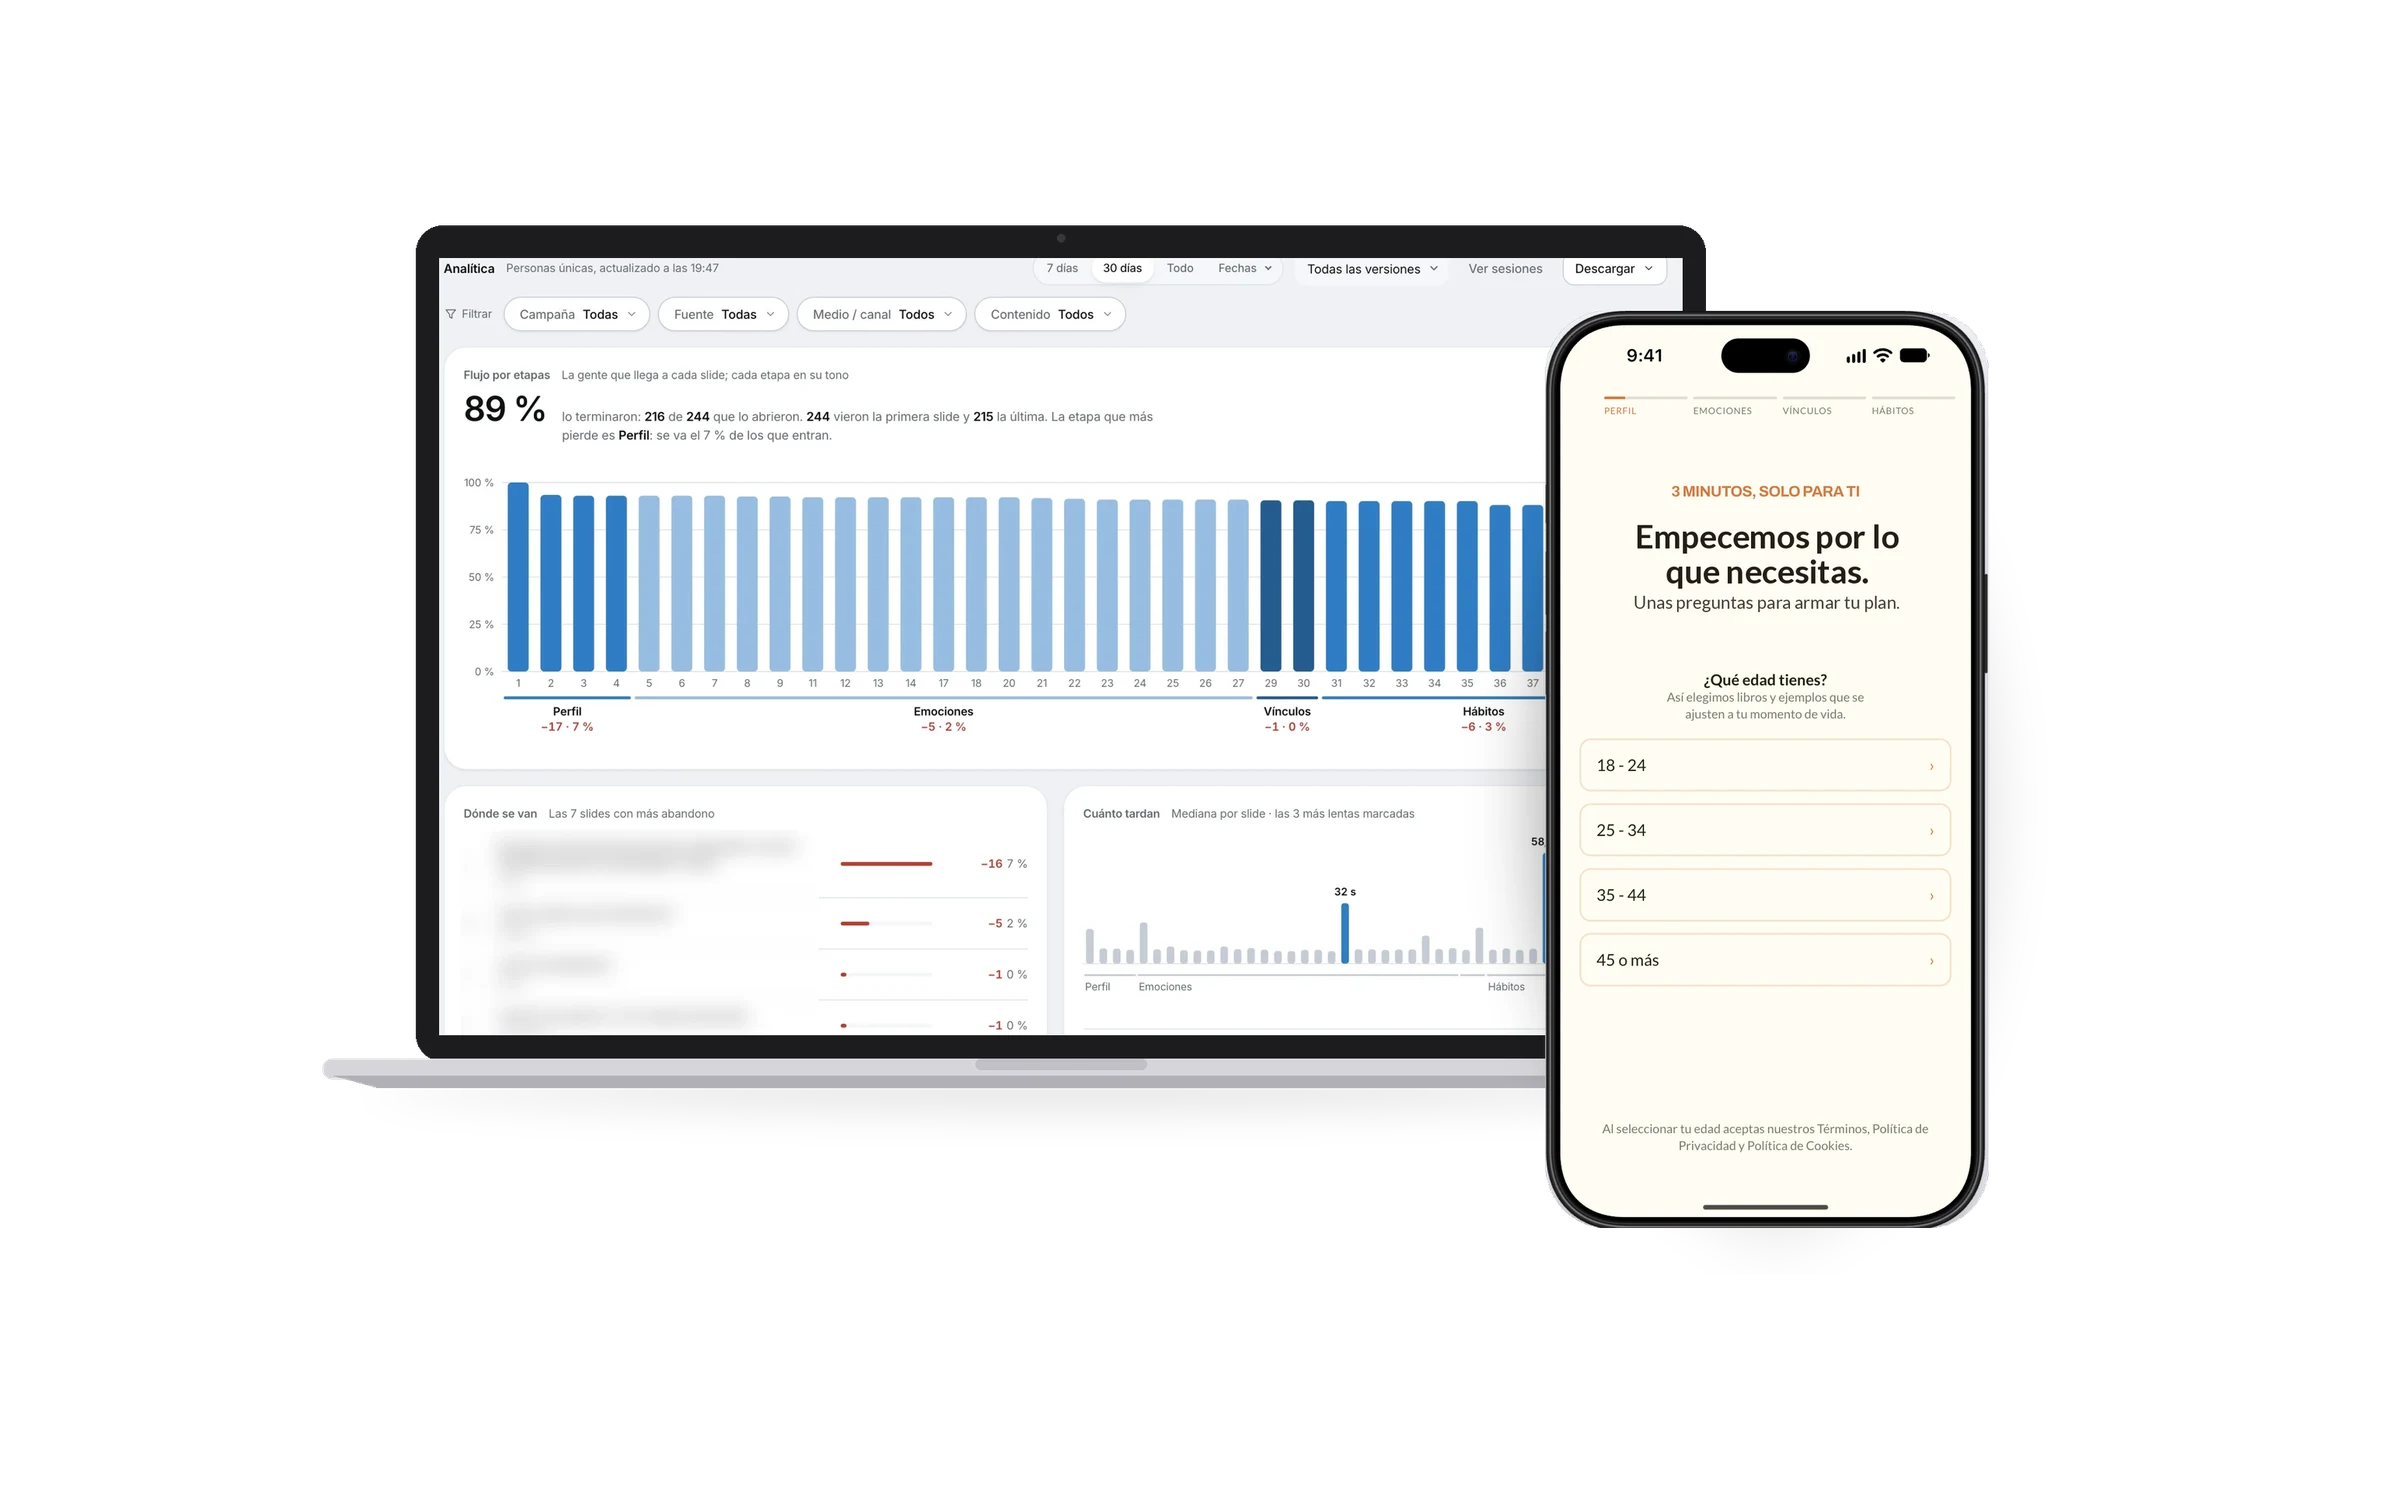 Analítica Personas únicas, actualizado a las 19:47 7 días 30 días Todo Fechas Todas las versiones Ver sesiones Descargar
Filtrar Campaña Todas Fuente Todas Medio / canal Todos Contenido Todos
Flujo por etapas La gente que llega a cada slide; cada etapa en su tono
89 %
lo terminaron: 216 de 244 que lo abrieron. 244 vieron la primera slide y 215 la última. La etapa que más
pierde es Perfil: se va el 7 % de los que entran.
100 %
75 %
50 %
25 %
0 %
1 2 3 4 5 6 7 8 9 11 12 13 14 17 18 20 21 22 23 24 25 26 27 29 30 31 32 33 34 35 36 37
Perfil Emociones Vínculos Hábitos
−17 · 7 % −5 · 2 % −1 · 0 % −6 · 3 %
Dónde se van Las 7 slides con más abandono
−16 7 %
−5 2 %
−1 0 %
−1 0 %
Cuánto tardan Mediana por slide · las 3 más lentas marcadas
58
32 s
Perfil Emociones Hábitos
9:41
PERFIL EMOCIONES VÍNCULOS HÁBITOS
3 MINUTOS, SOLO PARA TI
Empecemos por lo
que necesitas.
Unas preguntas para armar tu plan.
¿Qué edad tienes?
Así elegimos libros y ejemplos que se
ajusten a tu momento de vida.
18 - 24
25 - 34
35 - 44
45 o más
Al seleccionar tu edad aceptas nuestros Términos, Política de
Privacidad y Política de Cookies.